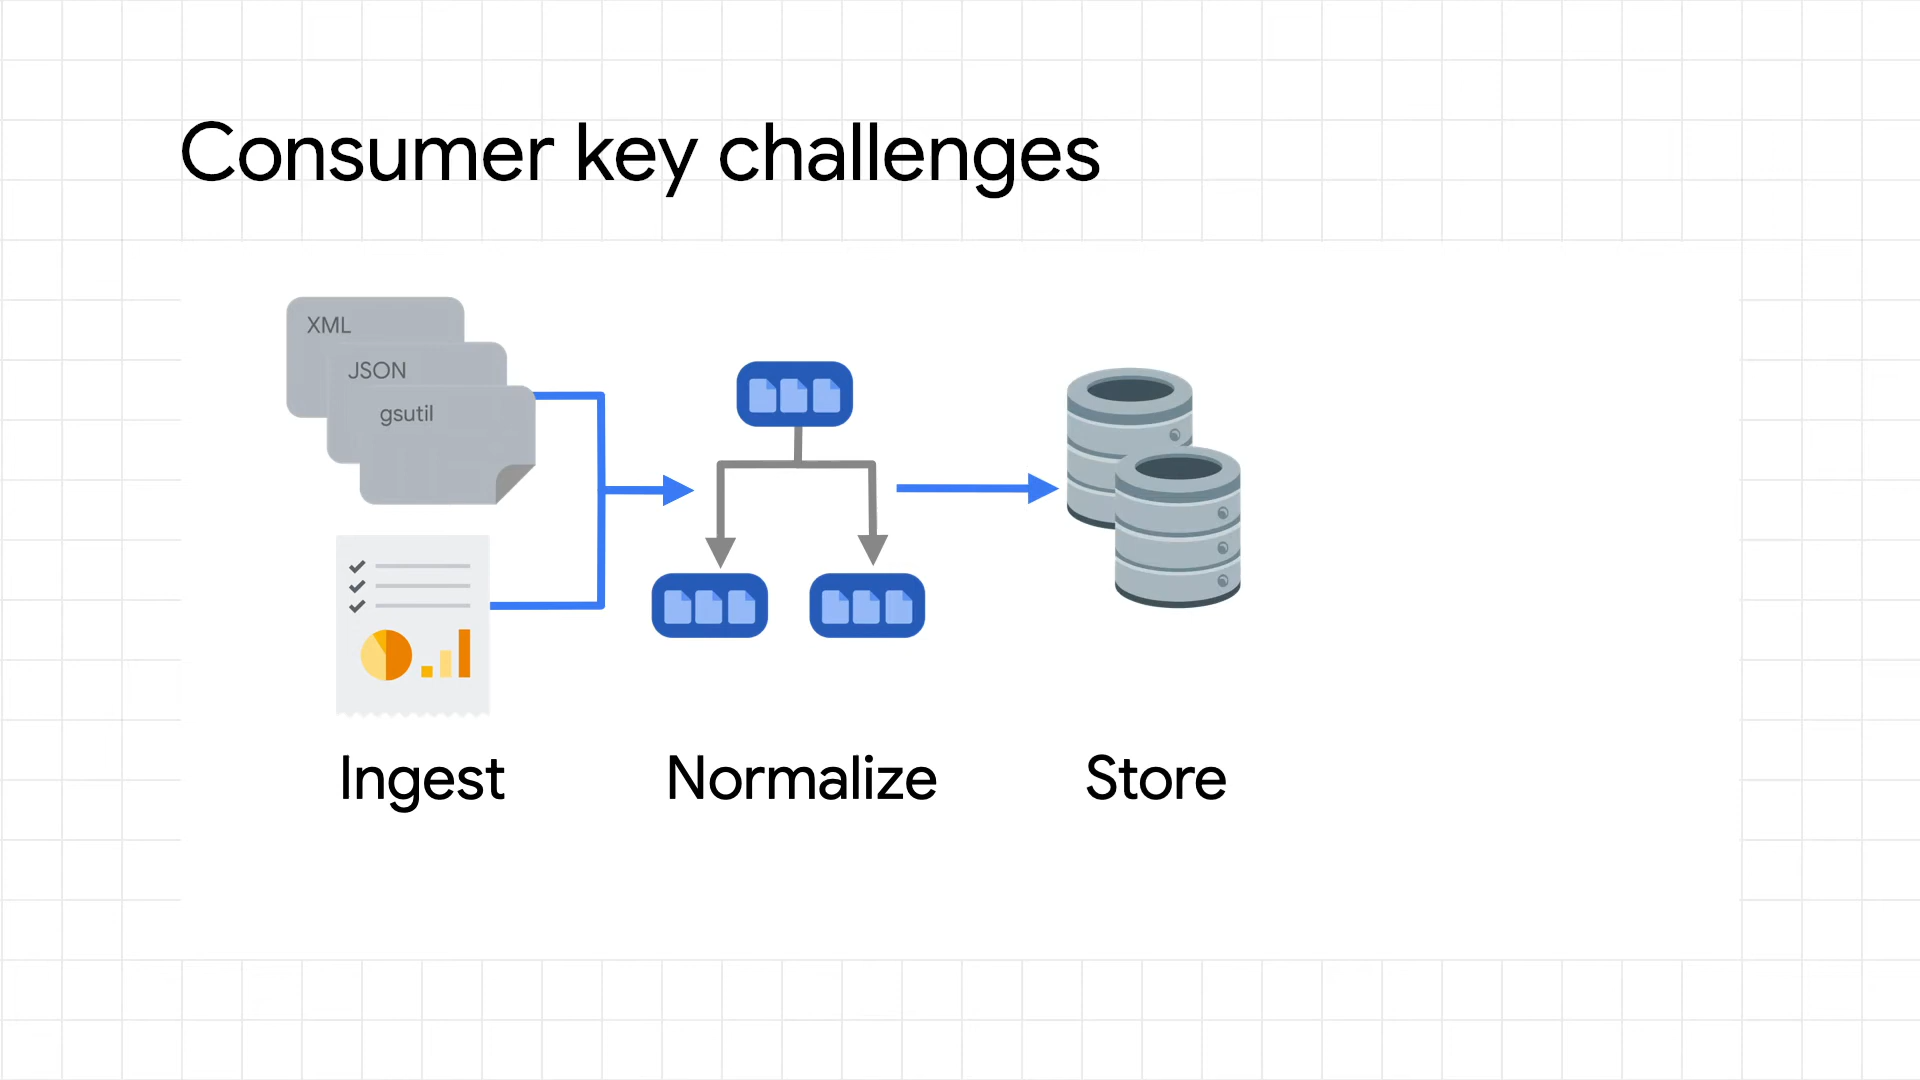 Consumer key challenges
XML
JSON
gsutil
Ingest
Normalize
Store